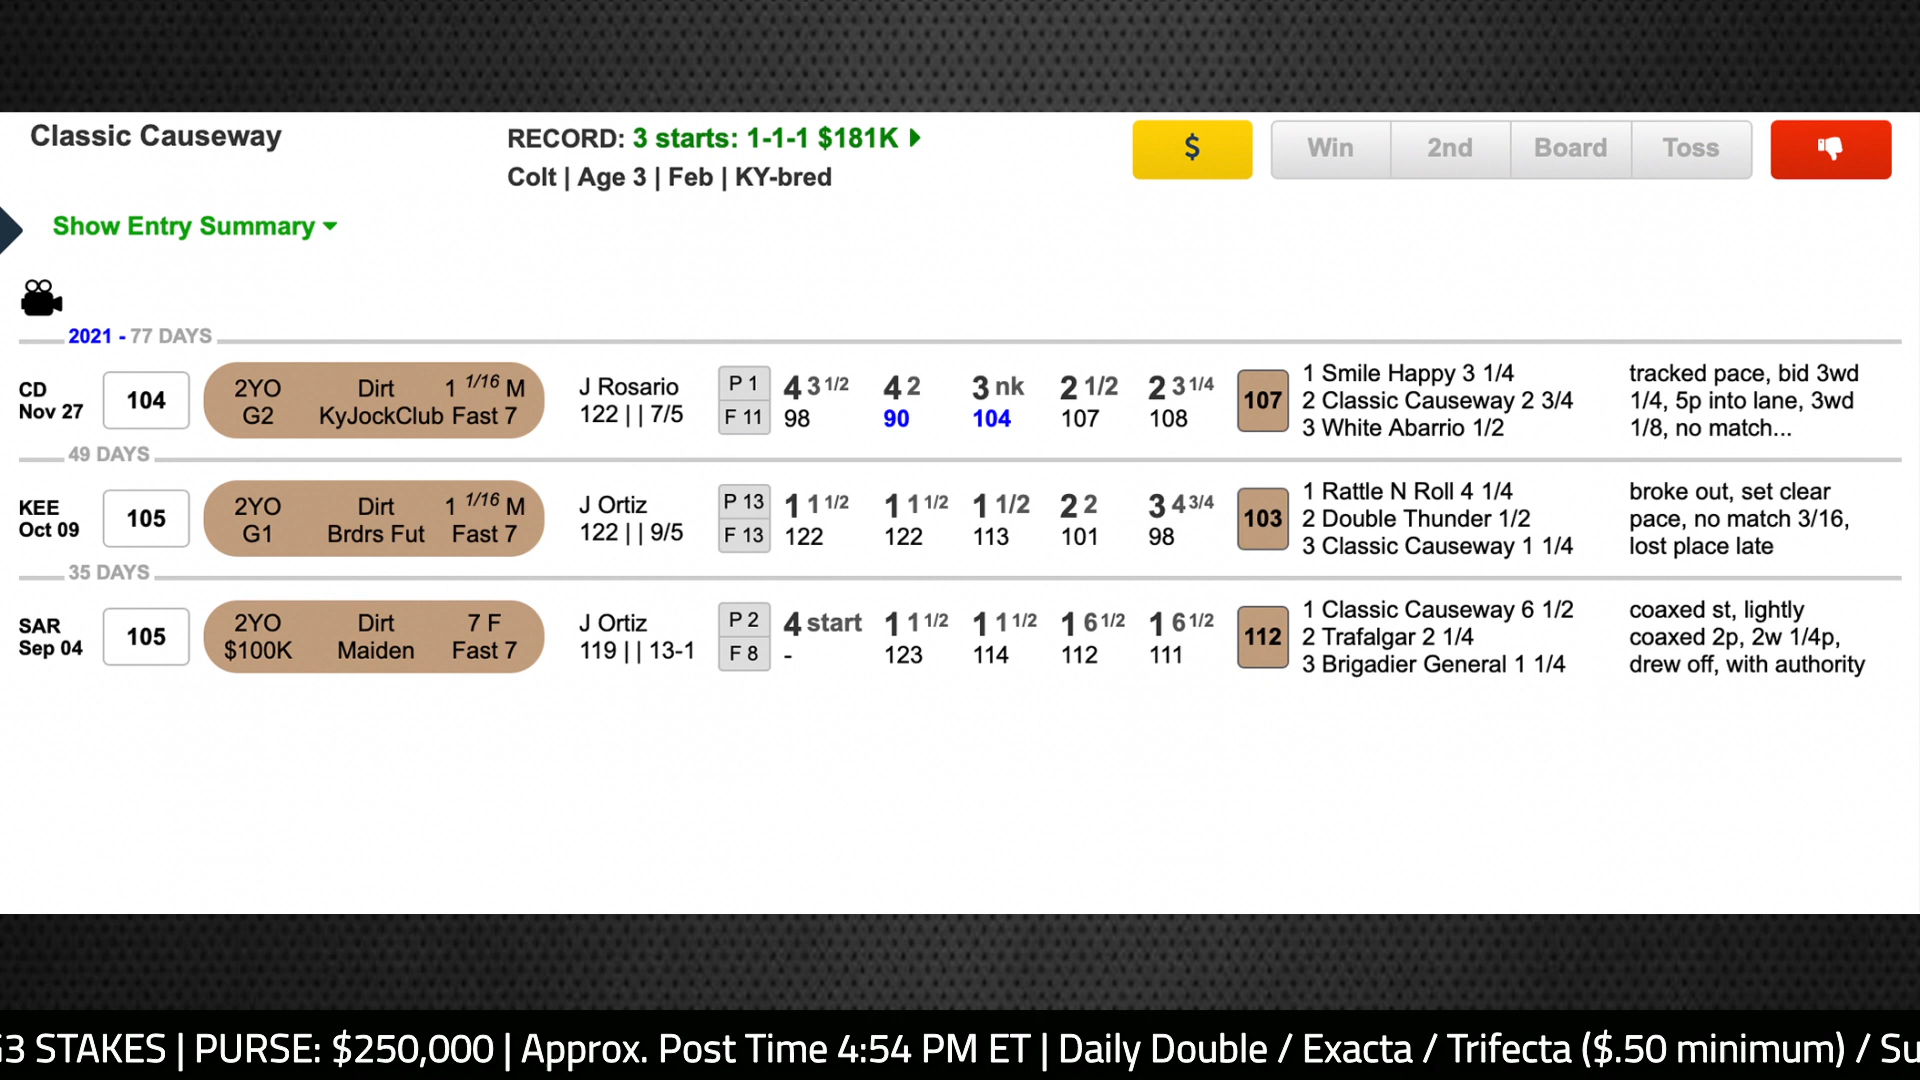 Classic Causeway
RECORD: 3 starts: 1-1-1 $181K
Colt | Age 3 | Feb | KY-bred
$
Win 2nd Board Toss
Show Entry Summary
2021 - 77 DAYS
CD
Nov 27
104
2YO Dirt 1 1/16 M
G2 KyJockClub Fast 7
J Rosario
122 | | 7/5
P 1
F 11
4 3 1/2 4 2 3 nk 2 1/2 2 3 1/4
98 90 104 107 108
107
1 Smile Happy 3 1/4
2 Classic Causeway 2 3/4
3 White Abarrio 1/2
tracked pace, bid 3wd
1/4, 5p into lane, 3wd
1/8, no match...
49 DAYS
KEE
Oct 09
105
2YO Dirt 1 1/16 M
G1 Brdrs Fut Fast 7
J Ortiz
122 | | 9/5
P 13
F 13
1 1 1/2 1 1 1/2 1 1/2 2 2 3 4 3/4
122 122 113 101 98
103
1 Rattle N Roll 4 1/4
2 Double Thunder 1/2
3 Classic Causeway 1 1/4
broke out, set clear
pace, no match 3/16,
lost place late
35 DAYS
SAR
Sep 04
105
2YO Dirt 7 F
$100K Maiden Fast 7
J Ortiz
119 | | 13-1
P 2
F 8
4 start 1 1 1/2 1 1 1/2 1 6 1/2 1 6 1/2
- 123 114 112 111
112
1 Classic Causeway 6 1/2
2 Trafalgar 2 1/4
3 Brigadier General 1 1/4
coaxed st, lightly
coaxed 2p, 2w 1/4p,
drew off, with authority
G3 STAKES | PURSE: $250,000 | Approx. Post Time 4:54 PM ET | Daily Double / Exacta / Trifecta ($.50 minimum) / Su